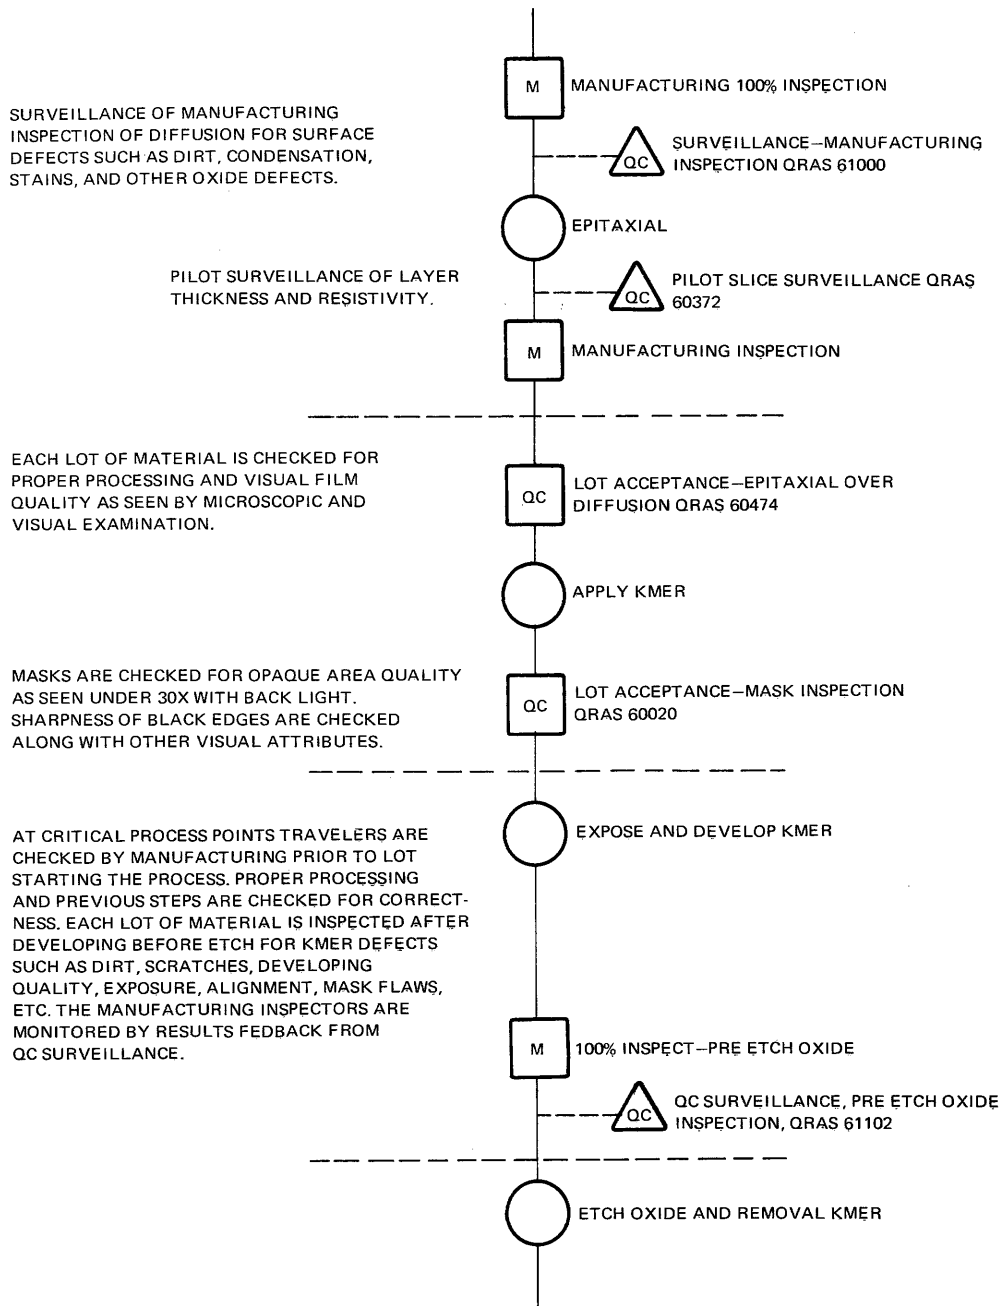 M
MANUFACTURING 100% INSPECTION
SURVEILLANCE OF MANUFACTURING
INSPECTION OF DIFFUSION FOR SURFACE
DEFECTS SUCH AS DIRT, CONDENSATION,
STAINS, AND OTHER OXIDE DEFECTS.
QC
SURVEILLANCE—MANUFACTURING
INSPECTION QRAS 61000
EPITAXIAL
PILOT SURVEILLANCE OF LAYER
THICKNESS AND RESISTIVITY.
QC
PILOT SLICE SURVEILLANCE QRAS
60372
M
MANUFACTURING INSPECTION
EACH LOT OF MATERIAL IS CHECKED FOR
PROPER PROCESSING AND VISUAL FILM
QUALITY AS SEEN BY MICROSCOPIC AND
VISUAL EXAMINATION.
QC
LOT ACCEPTANCE—EPITAXIAL OVER
DIFFUSION QRAS 60474
APPLY KMER
MASKS ARE CHECKED FOR OPAQUE AREA QUALITY
AS SEEN UNDER 30X WITH BACK LIGHT.
SHARPNESS OF BLACK EDGES ARE CHECKED
ALONG WITH OTHER VISUAL ATTRIBUTES.
QC
LOT ACCEPTANCE—MASK INSPECTION
QRAS 60020
EXPOSE AND DEVELOP KMER
AT CRITICAL PROCESS POINTS TRAVELERS ARE
CHECKED BY MANUFACTURING PRIOR TO LOT
STARTING THE PROCESS. PROPER PROCESSING
AND PREVIOUS STEPS ARE CHECKED FOR CORRECT-
NESS. EACH LOT OF MATERIAL IS INSPECTED AFTER
DEVELOPING BEFORE ETCH FOR KMER DEFECTS
SUCH AS DIRT, SCRATCHES, DEVELOPING
QUALITY, EXPOSURE, ALIGNMENT, MASK FLAWS,
ETC. THE MANUFACTURING INSPECTORS ARE
MONITORED BY RESULTS FEDBACK FROM
QC SURVEILLANCE.
M
100% INSPECT—PRE ETCH OXIDE
QC
QC SURVEILLANCE, PRE ETCH OXIDE
INSPECTION, QRAS 61102
ETCH OXIDE AND REMOVAL KMER